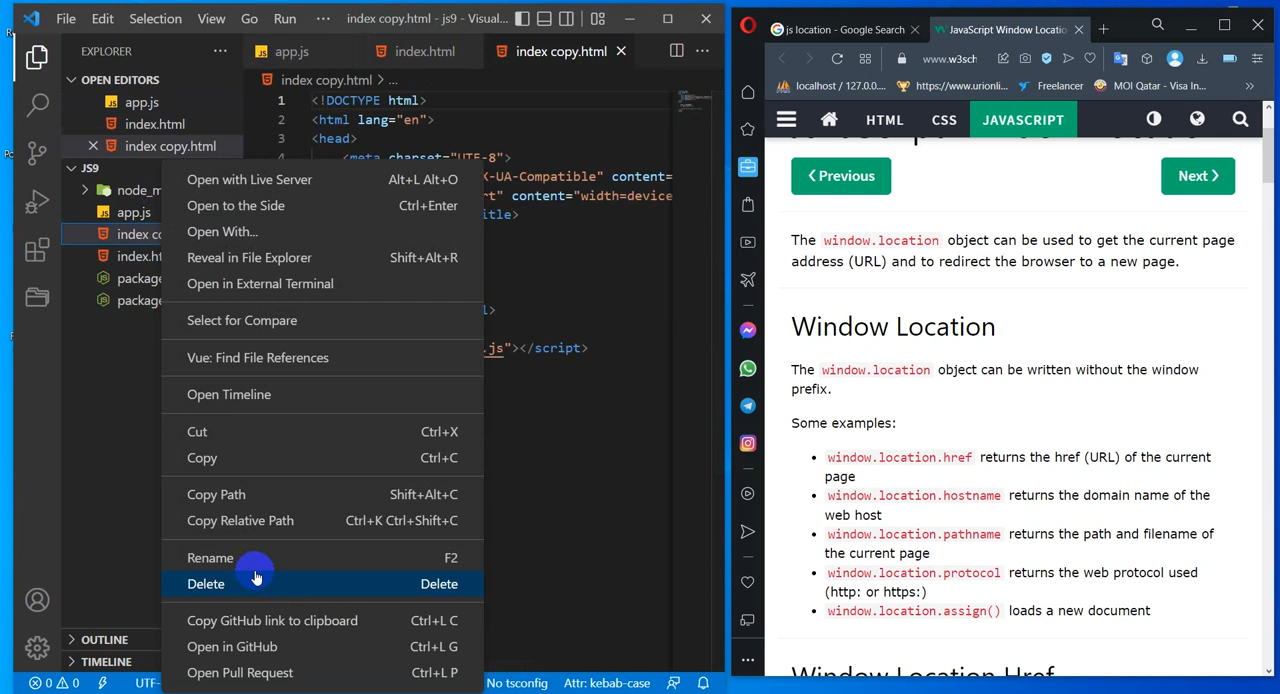 File Edit Selection View Go Run ··· index copy.html - js9 - Visual...
EXPLORER ···
OPEN EDITORS
app.js
index.html
index copy.html
JS9
node_m
app.js
index co
index.ht
package
package
OUTLINE
TIMELINE
app.js index.html index copy.html
index copy.html > ...
1 <!DOCTYPE html>
2 <html lang="en">
3 <head>
4 <meta charset="UTF-8">
X-UA-Compatible" content=
rt" content="width=device
itle>
l>
.js"></script>
Open with Live Server Alt+L Alt+O
Open to the Side Ctrl+Enter
Open With...
Reveal in File Explorer Shift+Alt+R
Open in External Terminal
Select for Compare
Vue: Find File References
Open Timeline
Cut Ctrl+X
Copy Ctrl+C
Copy Path Shift+Alt+C
Copy Relative Path Ctrl+K Ctrl+Shift+C
Rename F2
Delete Delete
Copy GitHub link to clipboard Ctrl+L C
Open in GitHub Ctrl+L G
Open Pull Request Ctrl+L P
0 0 UTF- No tsconfig Attr: kebab-case
js location - Google Search JavaScript Window Locatio
www.w3sch
localhost / 127.0.0.... https://www.urionlin Freelancer MOI Qatar - Visa In...
HTML CSS JAVASCRIPT
Previous Next
The window.location object can be used to get the current page
address (URL) and to redirect the browser to a new page.
Window Location
The window.location object can be written without the window
prefix.
Some examples:
• window.location.href returns the href (URL) of the current
page
• window.location.hostname returns the domain name of the
web host
• window.location.pathname returns the path and filename of
the current page
• window.location.protocol returns the web protocol used
(http: or https:)
• window.location.assign() loads a new document
Window Location Href